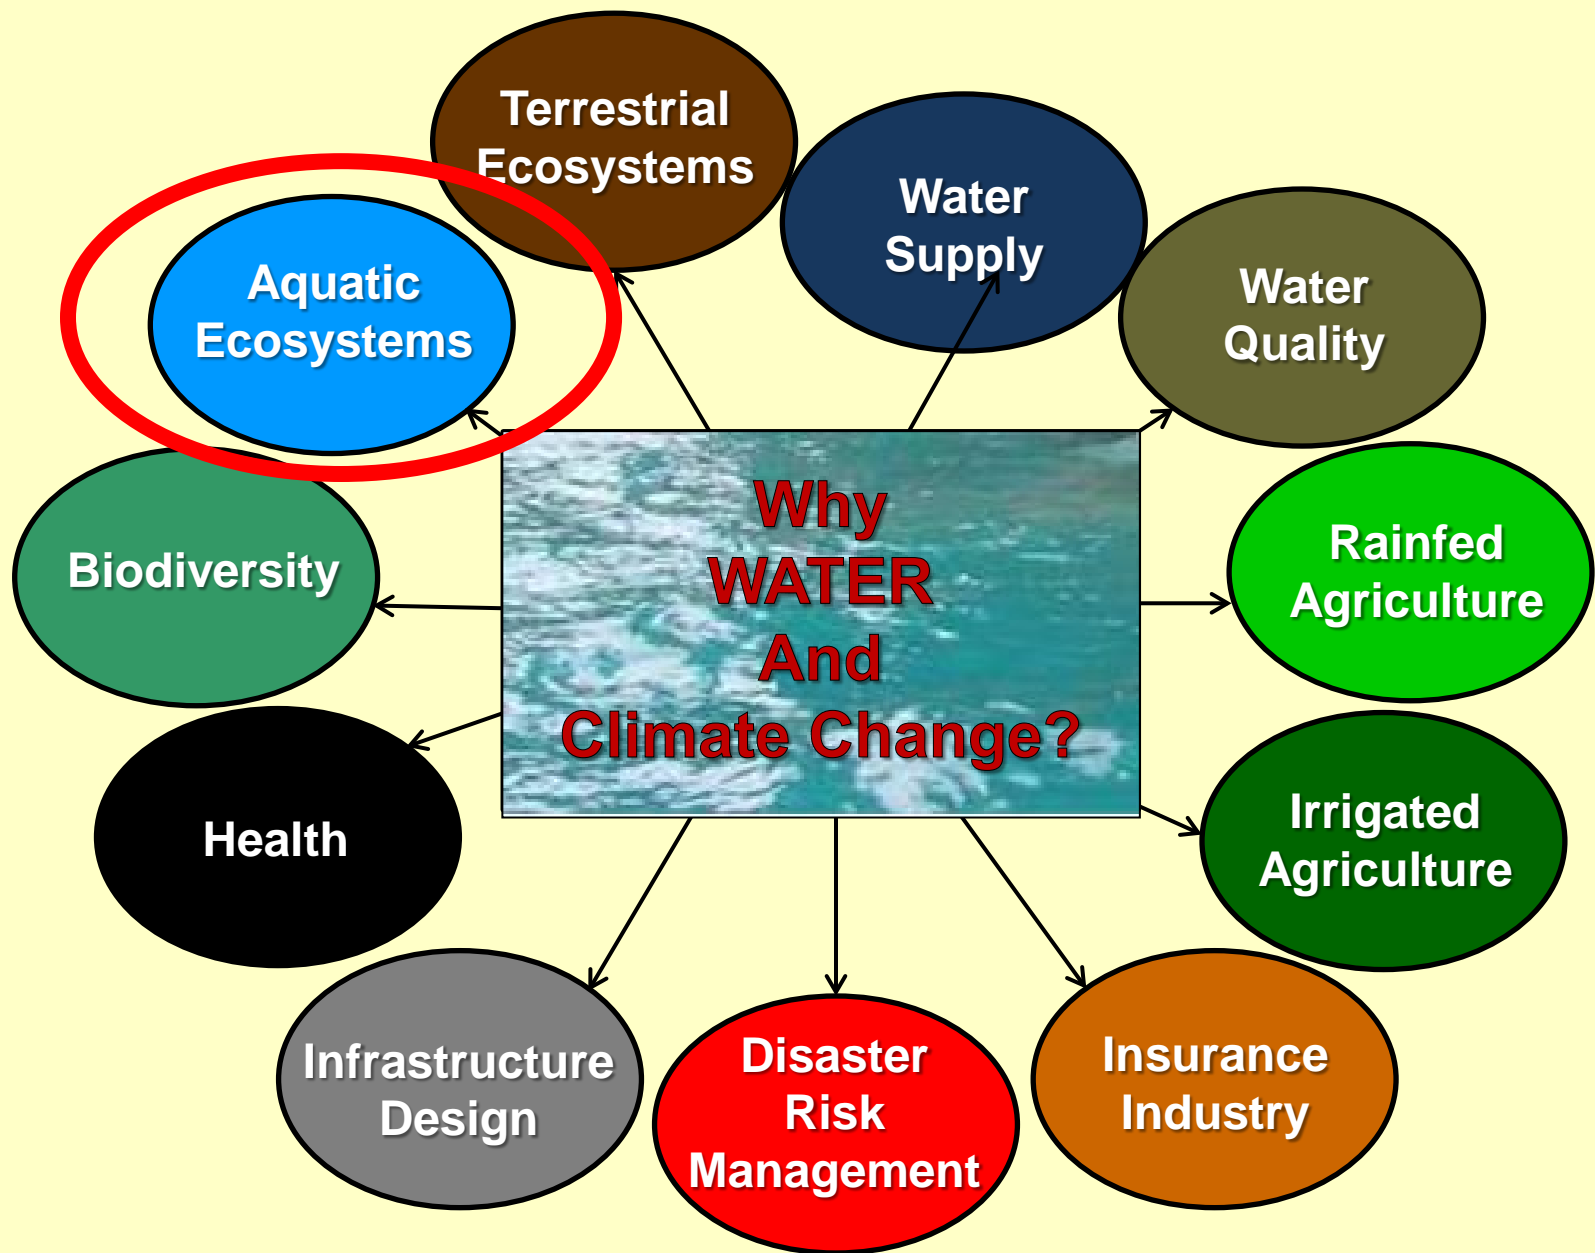 Terrestrial
Ecosystems
Water
Supply
Aquatic
Ecosystems
Water
Quality
Why
WATER
And
Climate Change?
Biodiversity
Rainfed
Agriculture
Health
Irrigated
Agriculture
Infrastructure
Design
Disaster
Risk
Management
Insurance
Industry